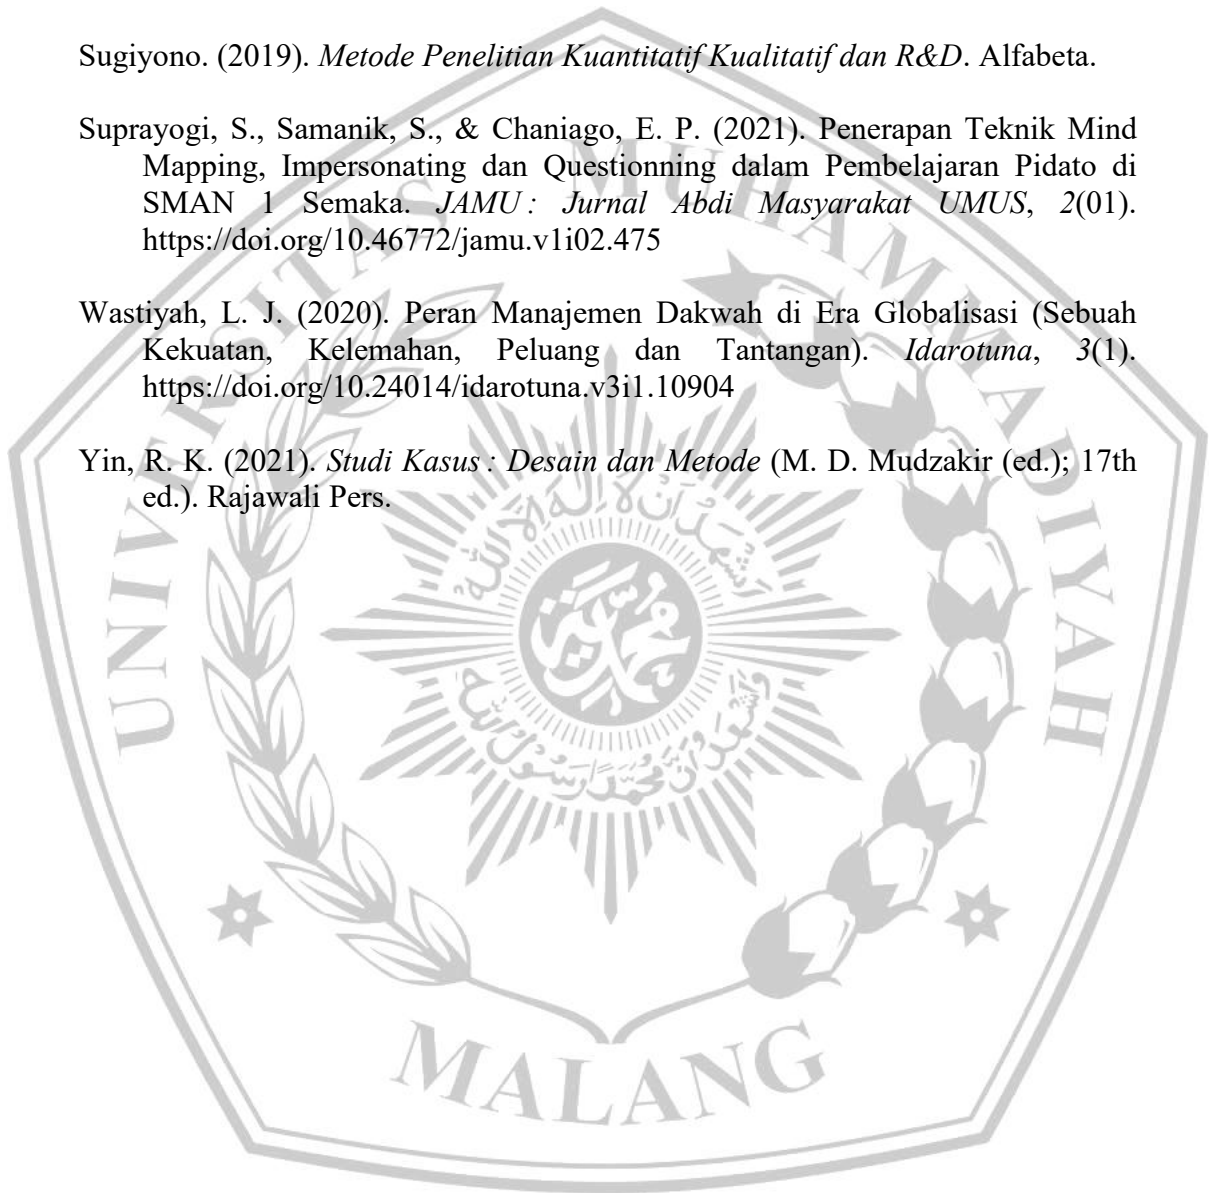 Sugiyono. (2019). Metode Penelitian Kuantitatif Kualitatif dan R&D. Alfabeta.
Suprayogi, S., Samanik, S., & Chaniago, E. P. (2021). Penerapan Teknik Mind
Mapping, Impersonating dan Questionning dalam Pembelajaran Pidato di
SMAN 1 Semaka. JAMU : Jurnal Abdi Masyarakat UMUS, 2(01).
https://doi.org/10.46772/jamu.v1i02.475
Wastiyah, L. J. (2020). Peran Manajemen Dakwah di Era Globalisasi (Sebuah
Kekuatan, Kelemahan, Peluang dan Tantangan). Idarotuna, 3(1).
https://doi.org/10.24014/idarotuna.v3i1.10904
Yin, R. K. (2021). Studi Kasus : Desain dan Metode (M. D. Mudzakir (ed.); 17th
ed.). Rajawali Pers.
UNIVERSITAS MUHAMMADIYAH
MALANG